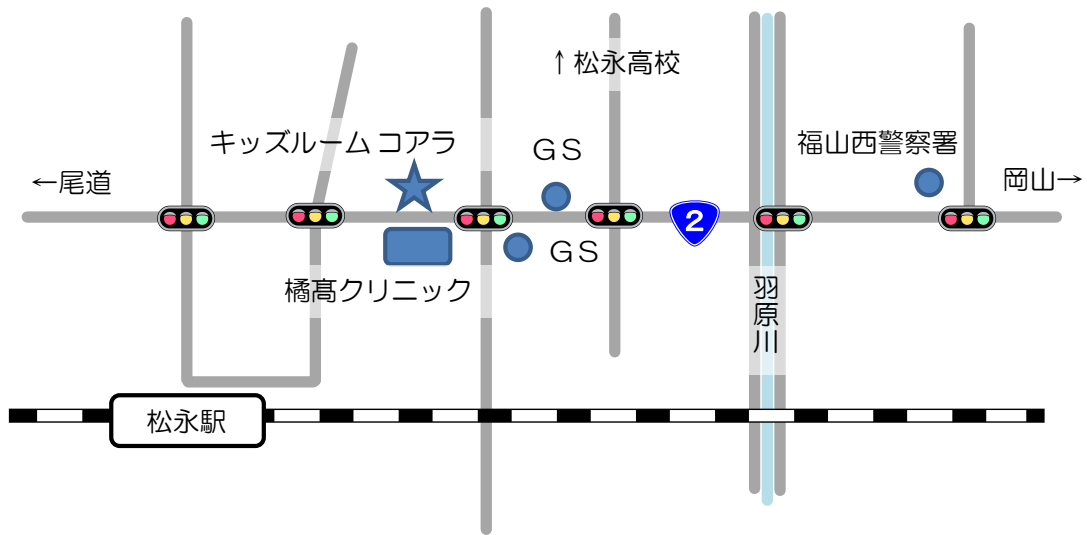 ↑松永高校
キッズルーム コアラ
GS
福山西警察署
←尾道
岡山→
2
GS
橘髙クリニック
羽原川
松永駅